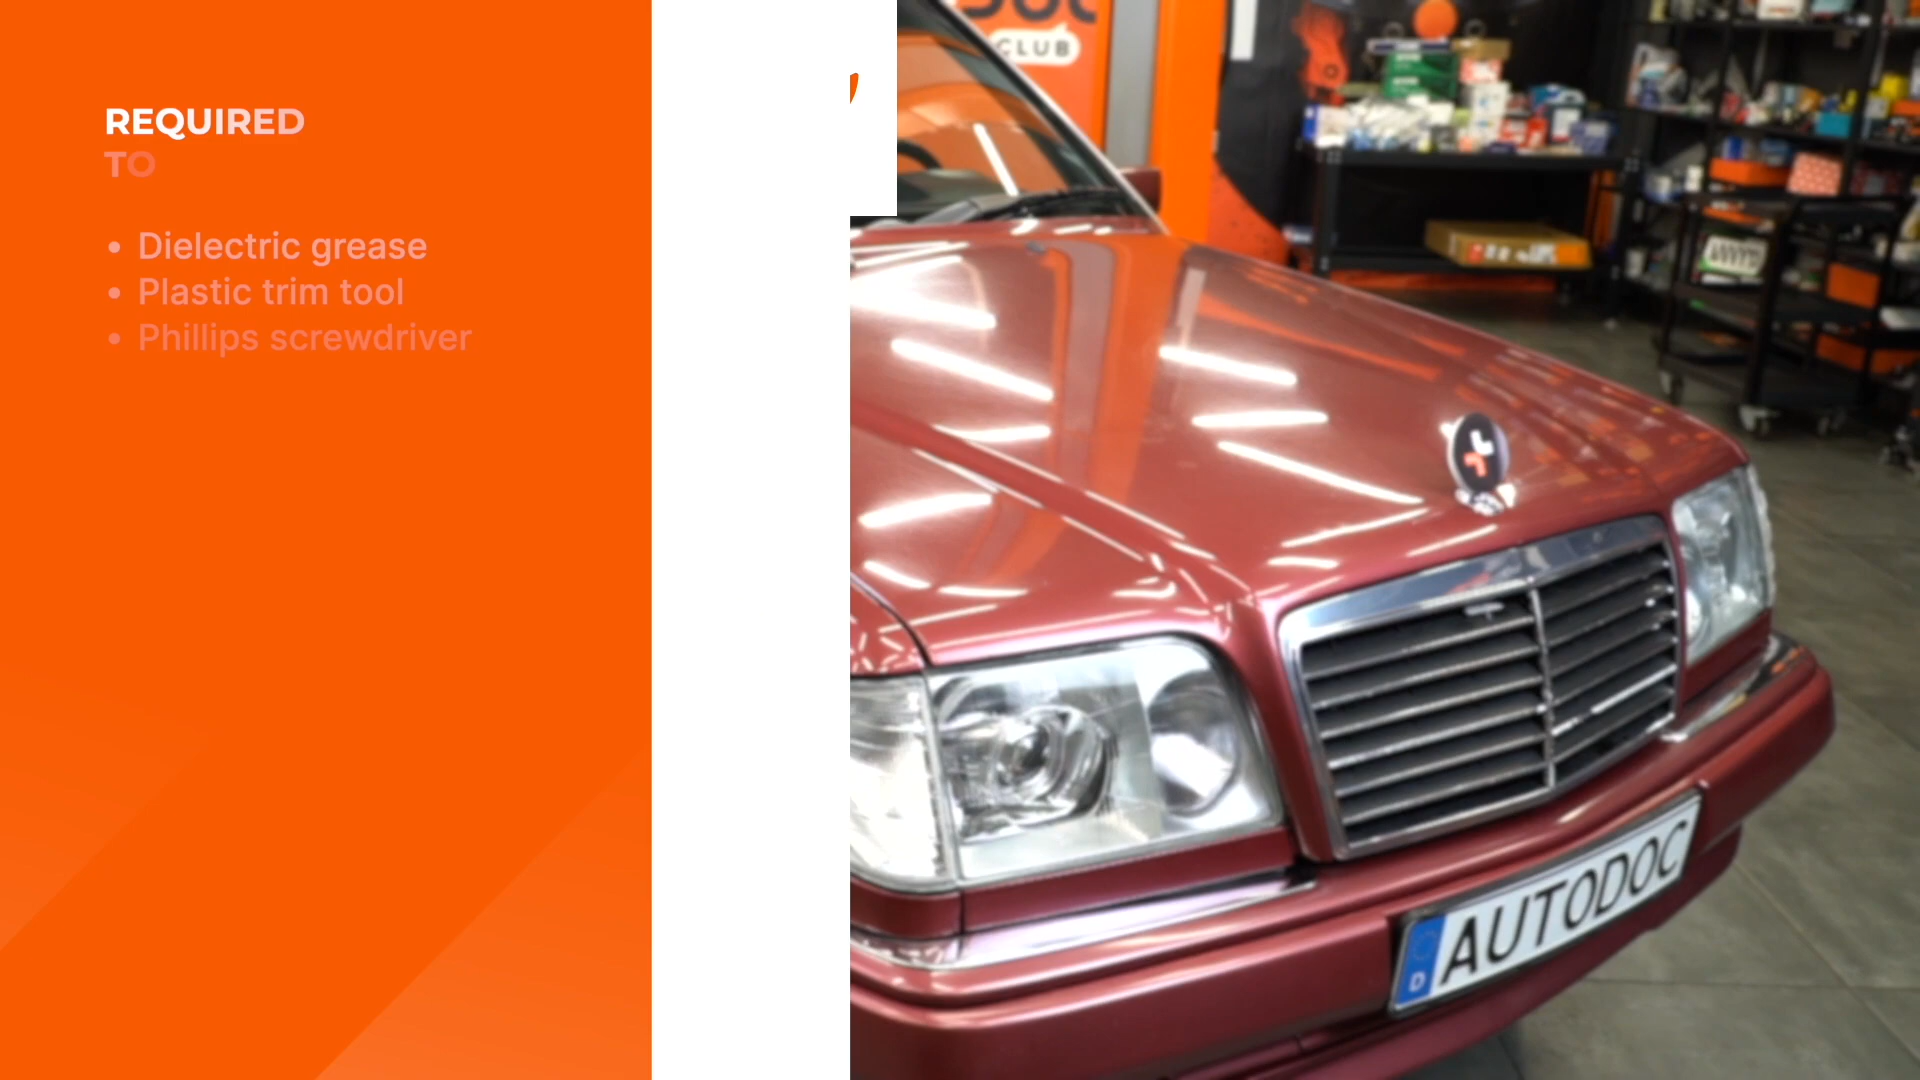 REQUIRED
TO
• Dielectric grease
• Plastic trim tool
• Phillips screwdriver
CLUB
D
AUTODOC